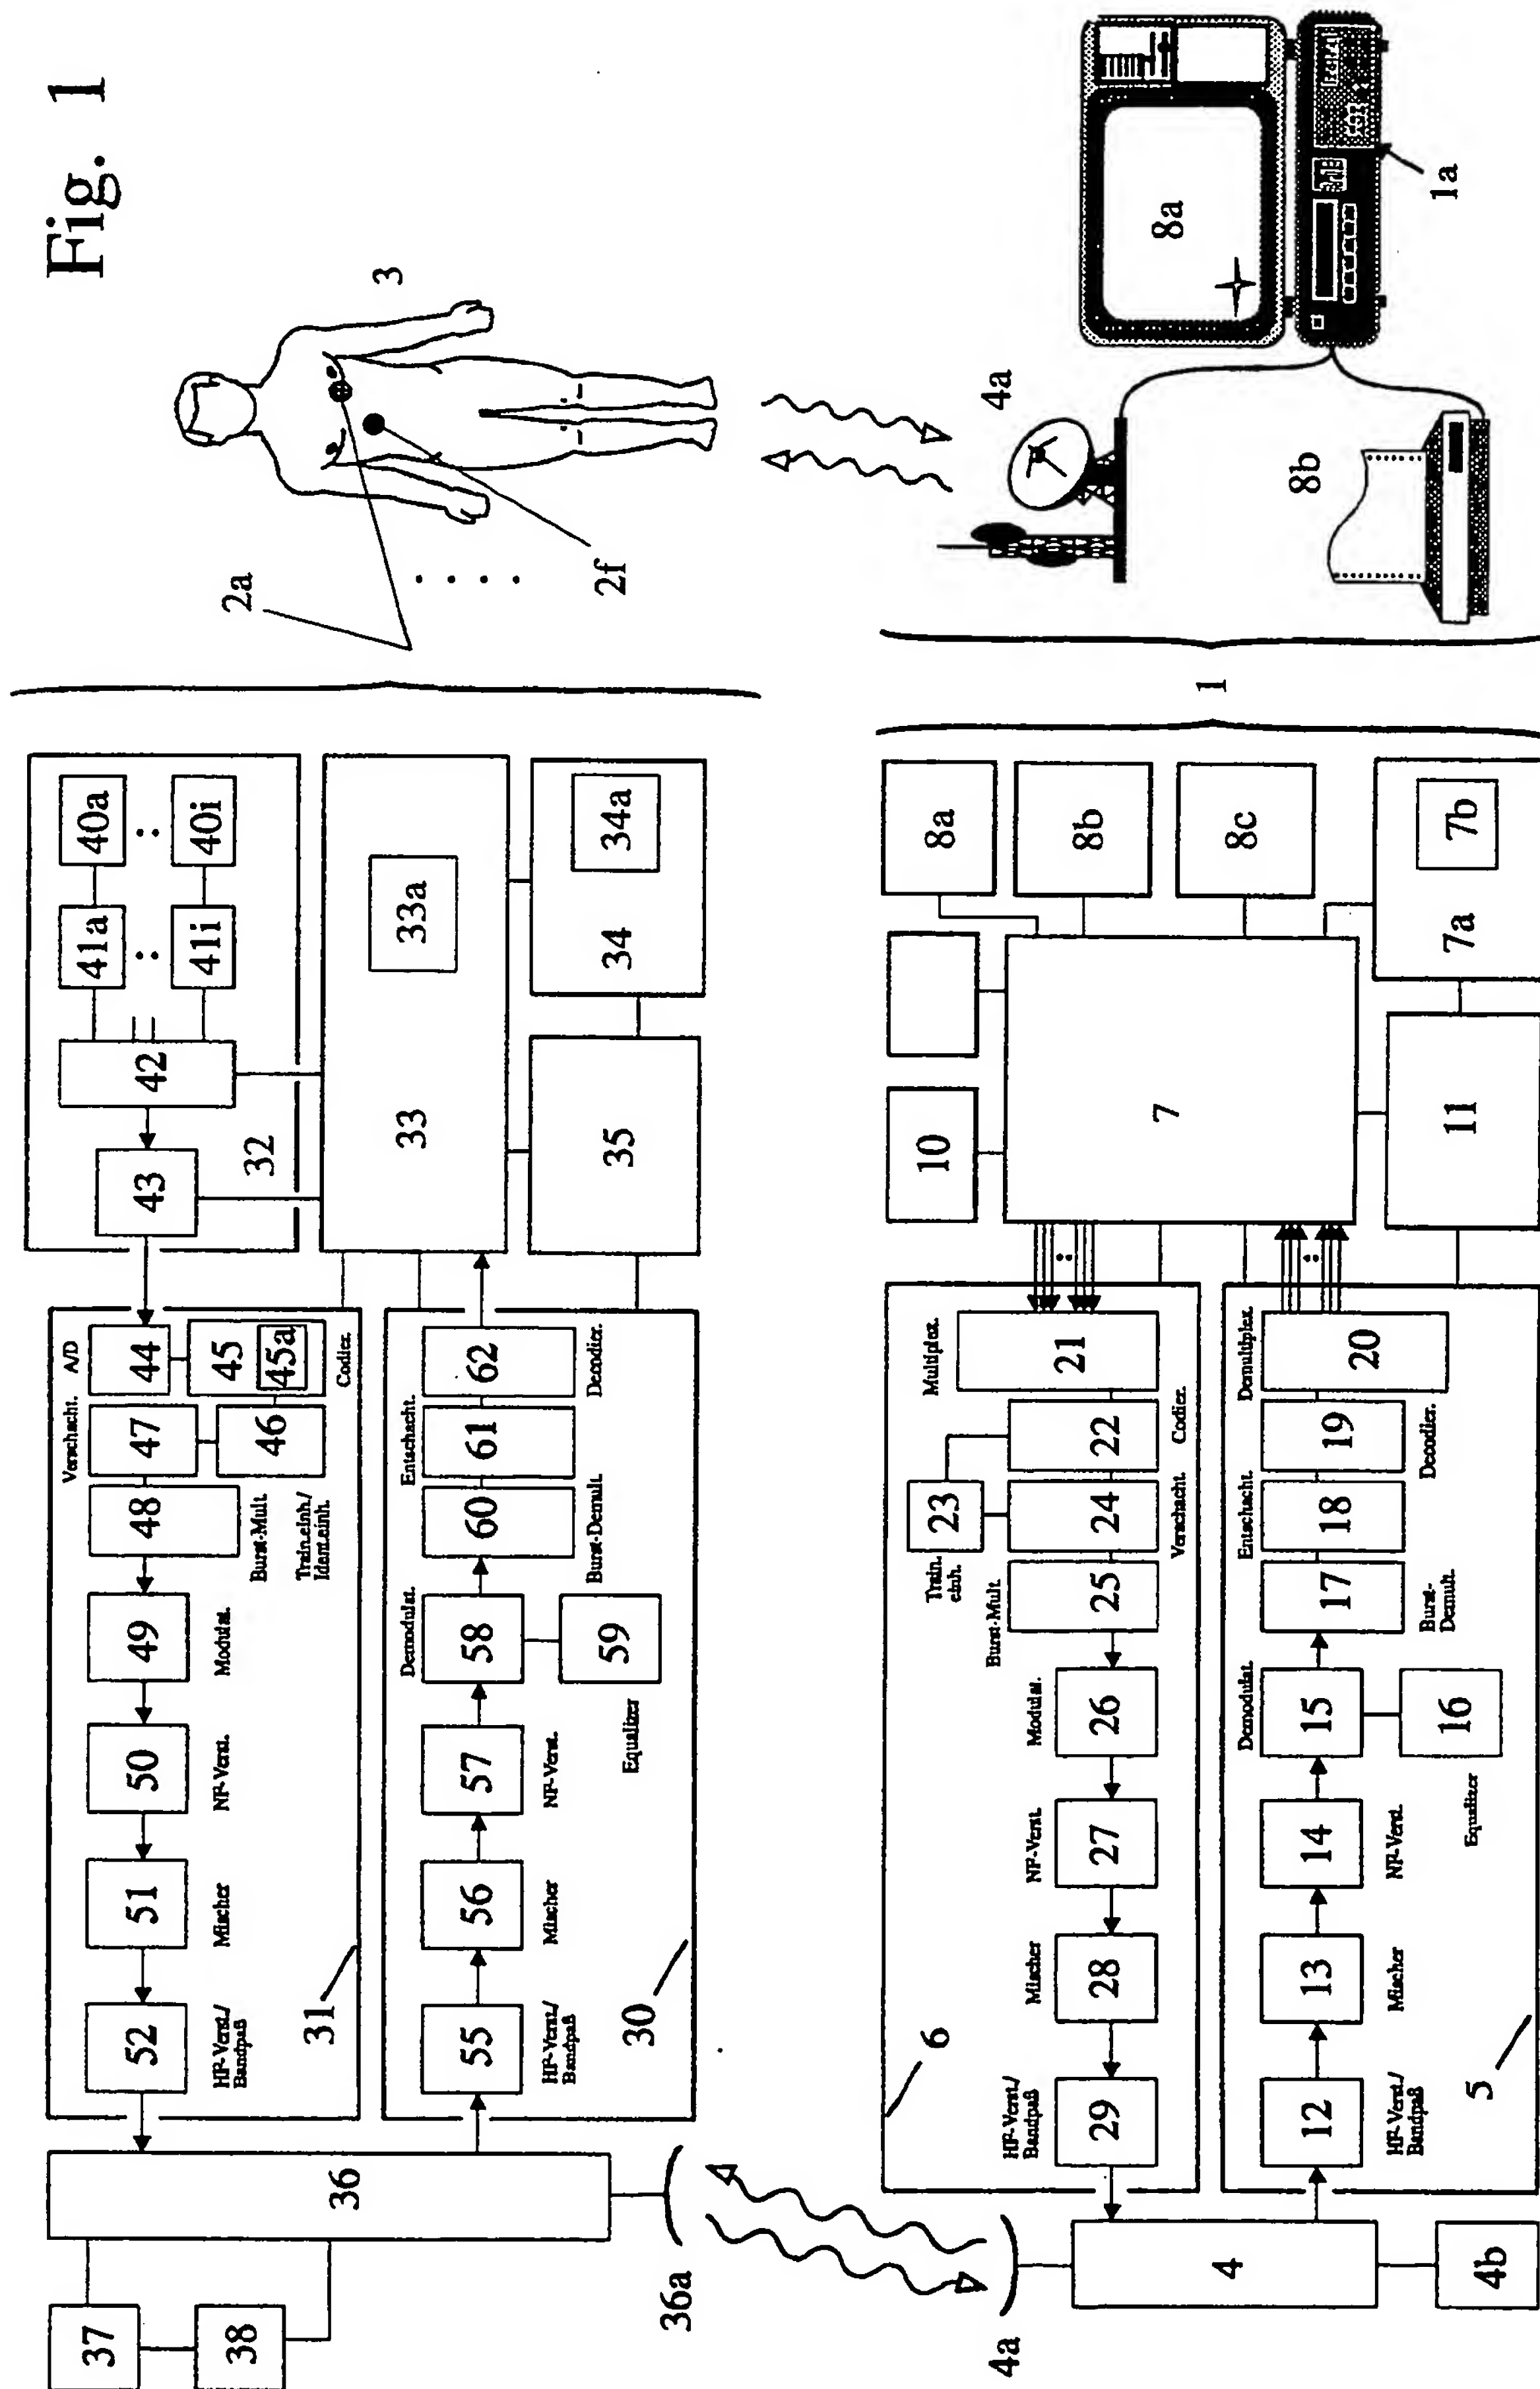 Fig. 1
37
38
36
36a
52
HF-Verst./
Bandpaß
51
Mischer
50
NF-Verst.
49
Modulat.
48
Burst-Mult.
47
Verschacht.
46
Train.einh./
Ident.einh.
44
A/D
45
45a
Codier.
31
43
42
41a
41i
40a
40i
32
55
HF-Verst./
Bandpaß
56
Mischer
57
NF-Verst.
58
Demodulat.
59
Equalizer
60
Burst-Demult.
61
Entschacht.
62
Decodier.
30
33
33a
35
34
34a
2a
2f
3
4a
4
4b
29
HF-Verst./
Bandpaß
28
Mischer
27
NF-Verst.
26
Modulat.
25
Burst-Mult.
24
Verschacht.
23
Train.
einh.
22
Codier.
21
Multiplex.
6
12
HF-Verst./
Bandpaß
13
Mischer
14
NF-Verst.
15
Demodulat.
16
Equalizer
17
Burst-
Demult.
18
Entschacht.
19
Decodier.
20
Demultiplex.
5
10
7
11
8a
8b
8c
7a
7b
1
4a
8b
8a
1a